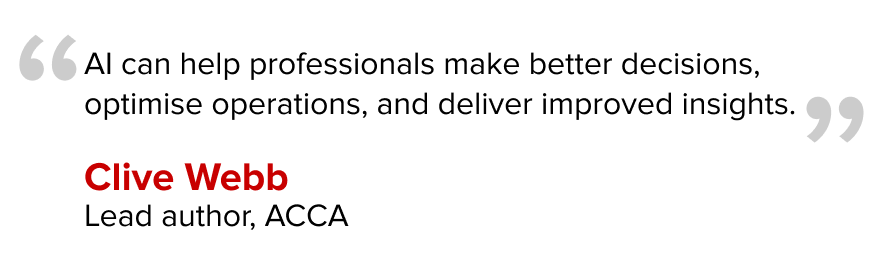 “AI can help professionals make better decisions,
optimise operations, and deliver improved insights.”
Clive Webb
Lead author, ACCA